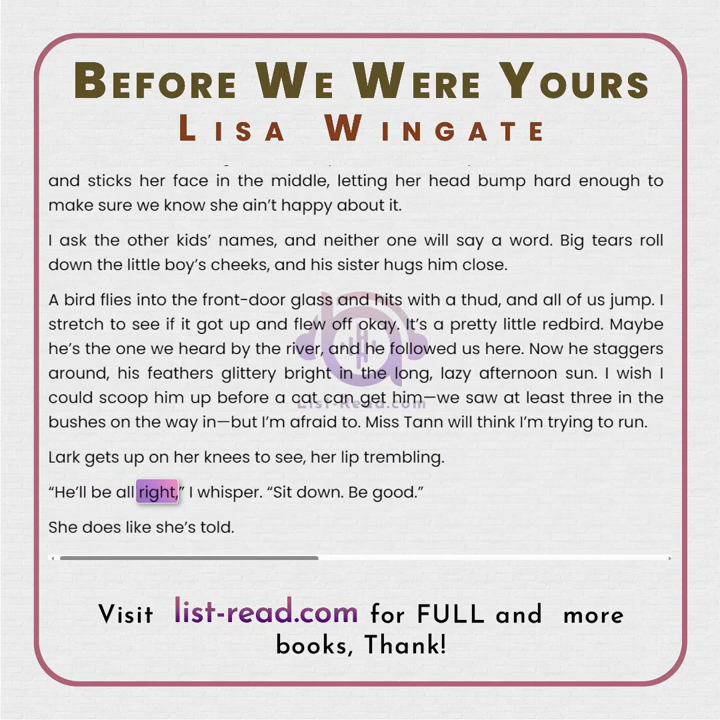 BEFORE WE WERE YOURS
LISA WINGATE
and sticks her face in the middle, letting her head bump hard enough to
make sure we know she ain’t happy about it.
I ask the other kids’ names, and neither one will say a word. Big tears roll
down the little boy’s cheeks, and his sister hugs him close.
A bird flies into the front-door glass and hits with a thud, and all of us jump. I
stretch to see if it got up and flew off okay. It’s a pretty little redbird. Maybe
he’s the one we heard by the river, and he followed us here. Now he staggers
around, his feathers glittery bright in the long, lazy afternoon sun. I wish I
could scoop him up before a cat can get him—we saw at least three in the
bushes on the way in—but I’m afraid to. Miss Tann will think I’m trying to run.
List-Read.com
Lark gets up on her knees to see, her lip trembling.
“He’ll be all right,” I whisper. “Sit down. Be good.”
She does like she’s told.
Visit list-read.com for FULL and more
books, Thank!